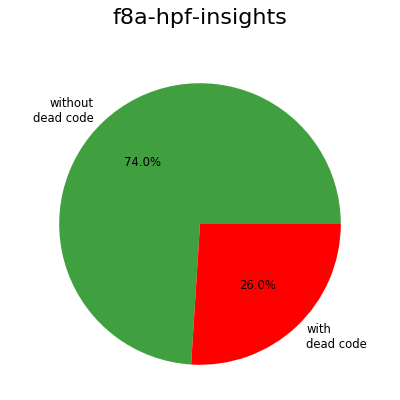 f8a-hpf-insights
without
dead code
74.0%
26.0%
with
dead code